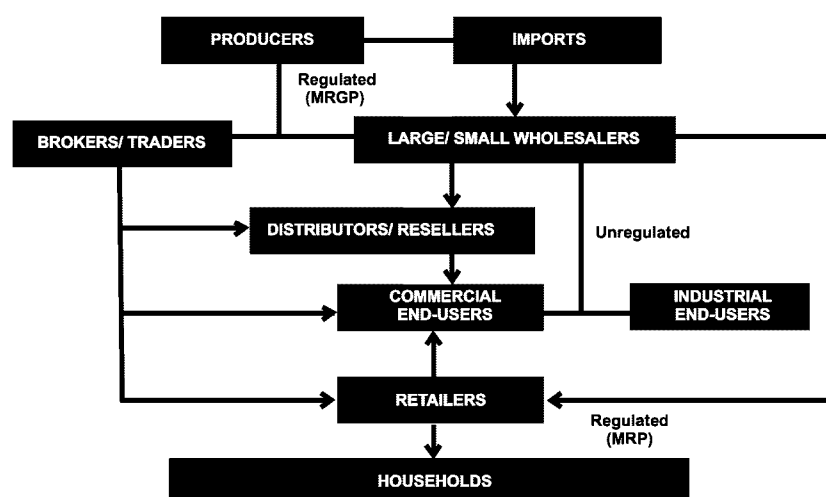 PRODUCERS
IMPORTS
Regulated
(MRGP)
BROKERS/ TRADERS
LARGE/ SMALL WHOLESALERS
DISTRIBUTORS/ RESELLERS
Unregulated
COMMERCIAL
END-USERS
INDUSTRIAL
END-USERS
RETAILERS
Regulated
(MRP)
HOUSEHOLDS